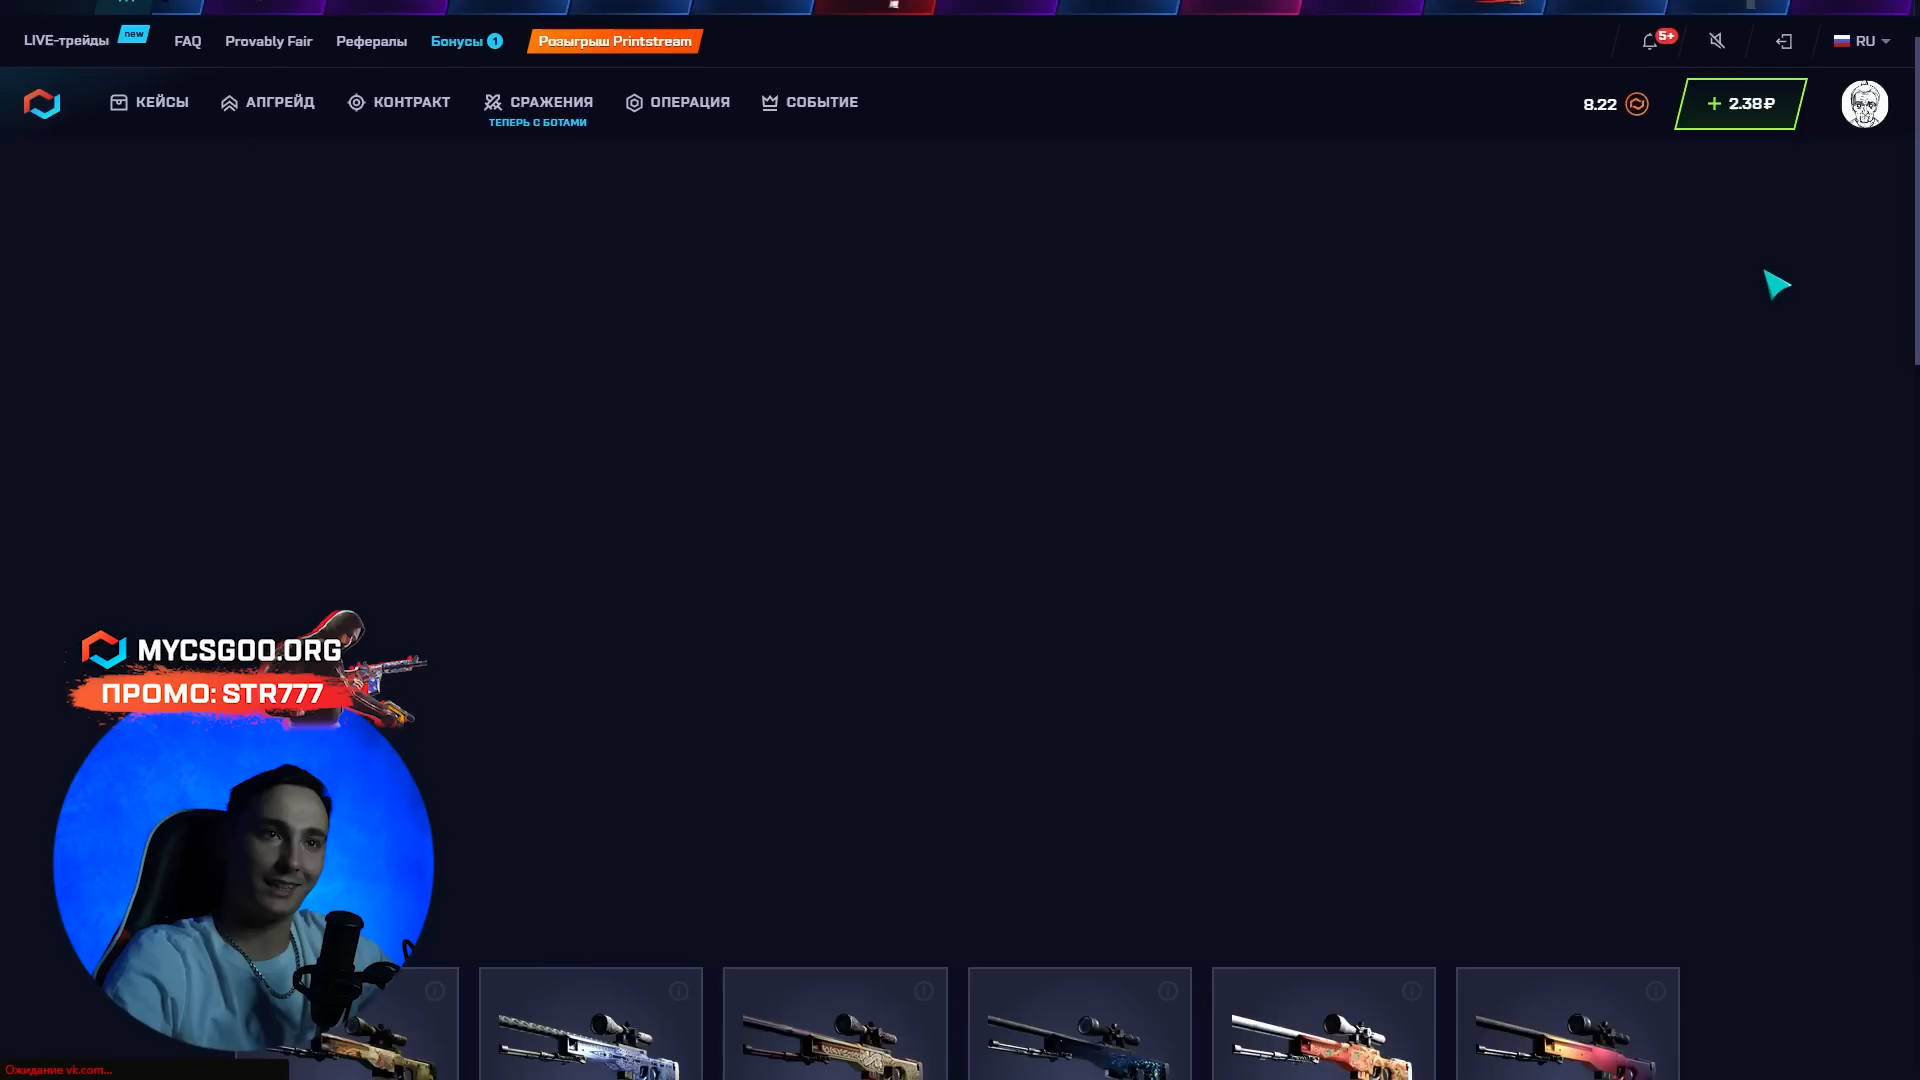 LIVE-трейды new FAQ Provably Fair Рефералы Бонусы 1 Розыгрыш Printstream 5+ RU
КЕЙСЫ АПГРЕЙД КОНТРАКТ СРАЖЕНИЯ ОПЕРАЦИЯ СОБЫТИЕ 8.22 + 2.38₽
ТЕПЕРЬ С БОТАМИ
MYCSGOO.ORG
ПРОМО: STR777
Ожидание vk.com...